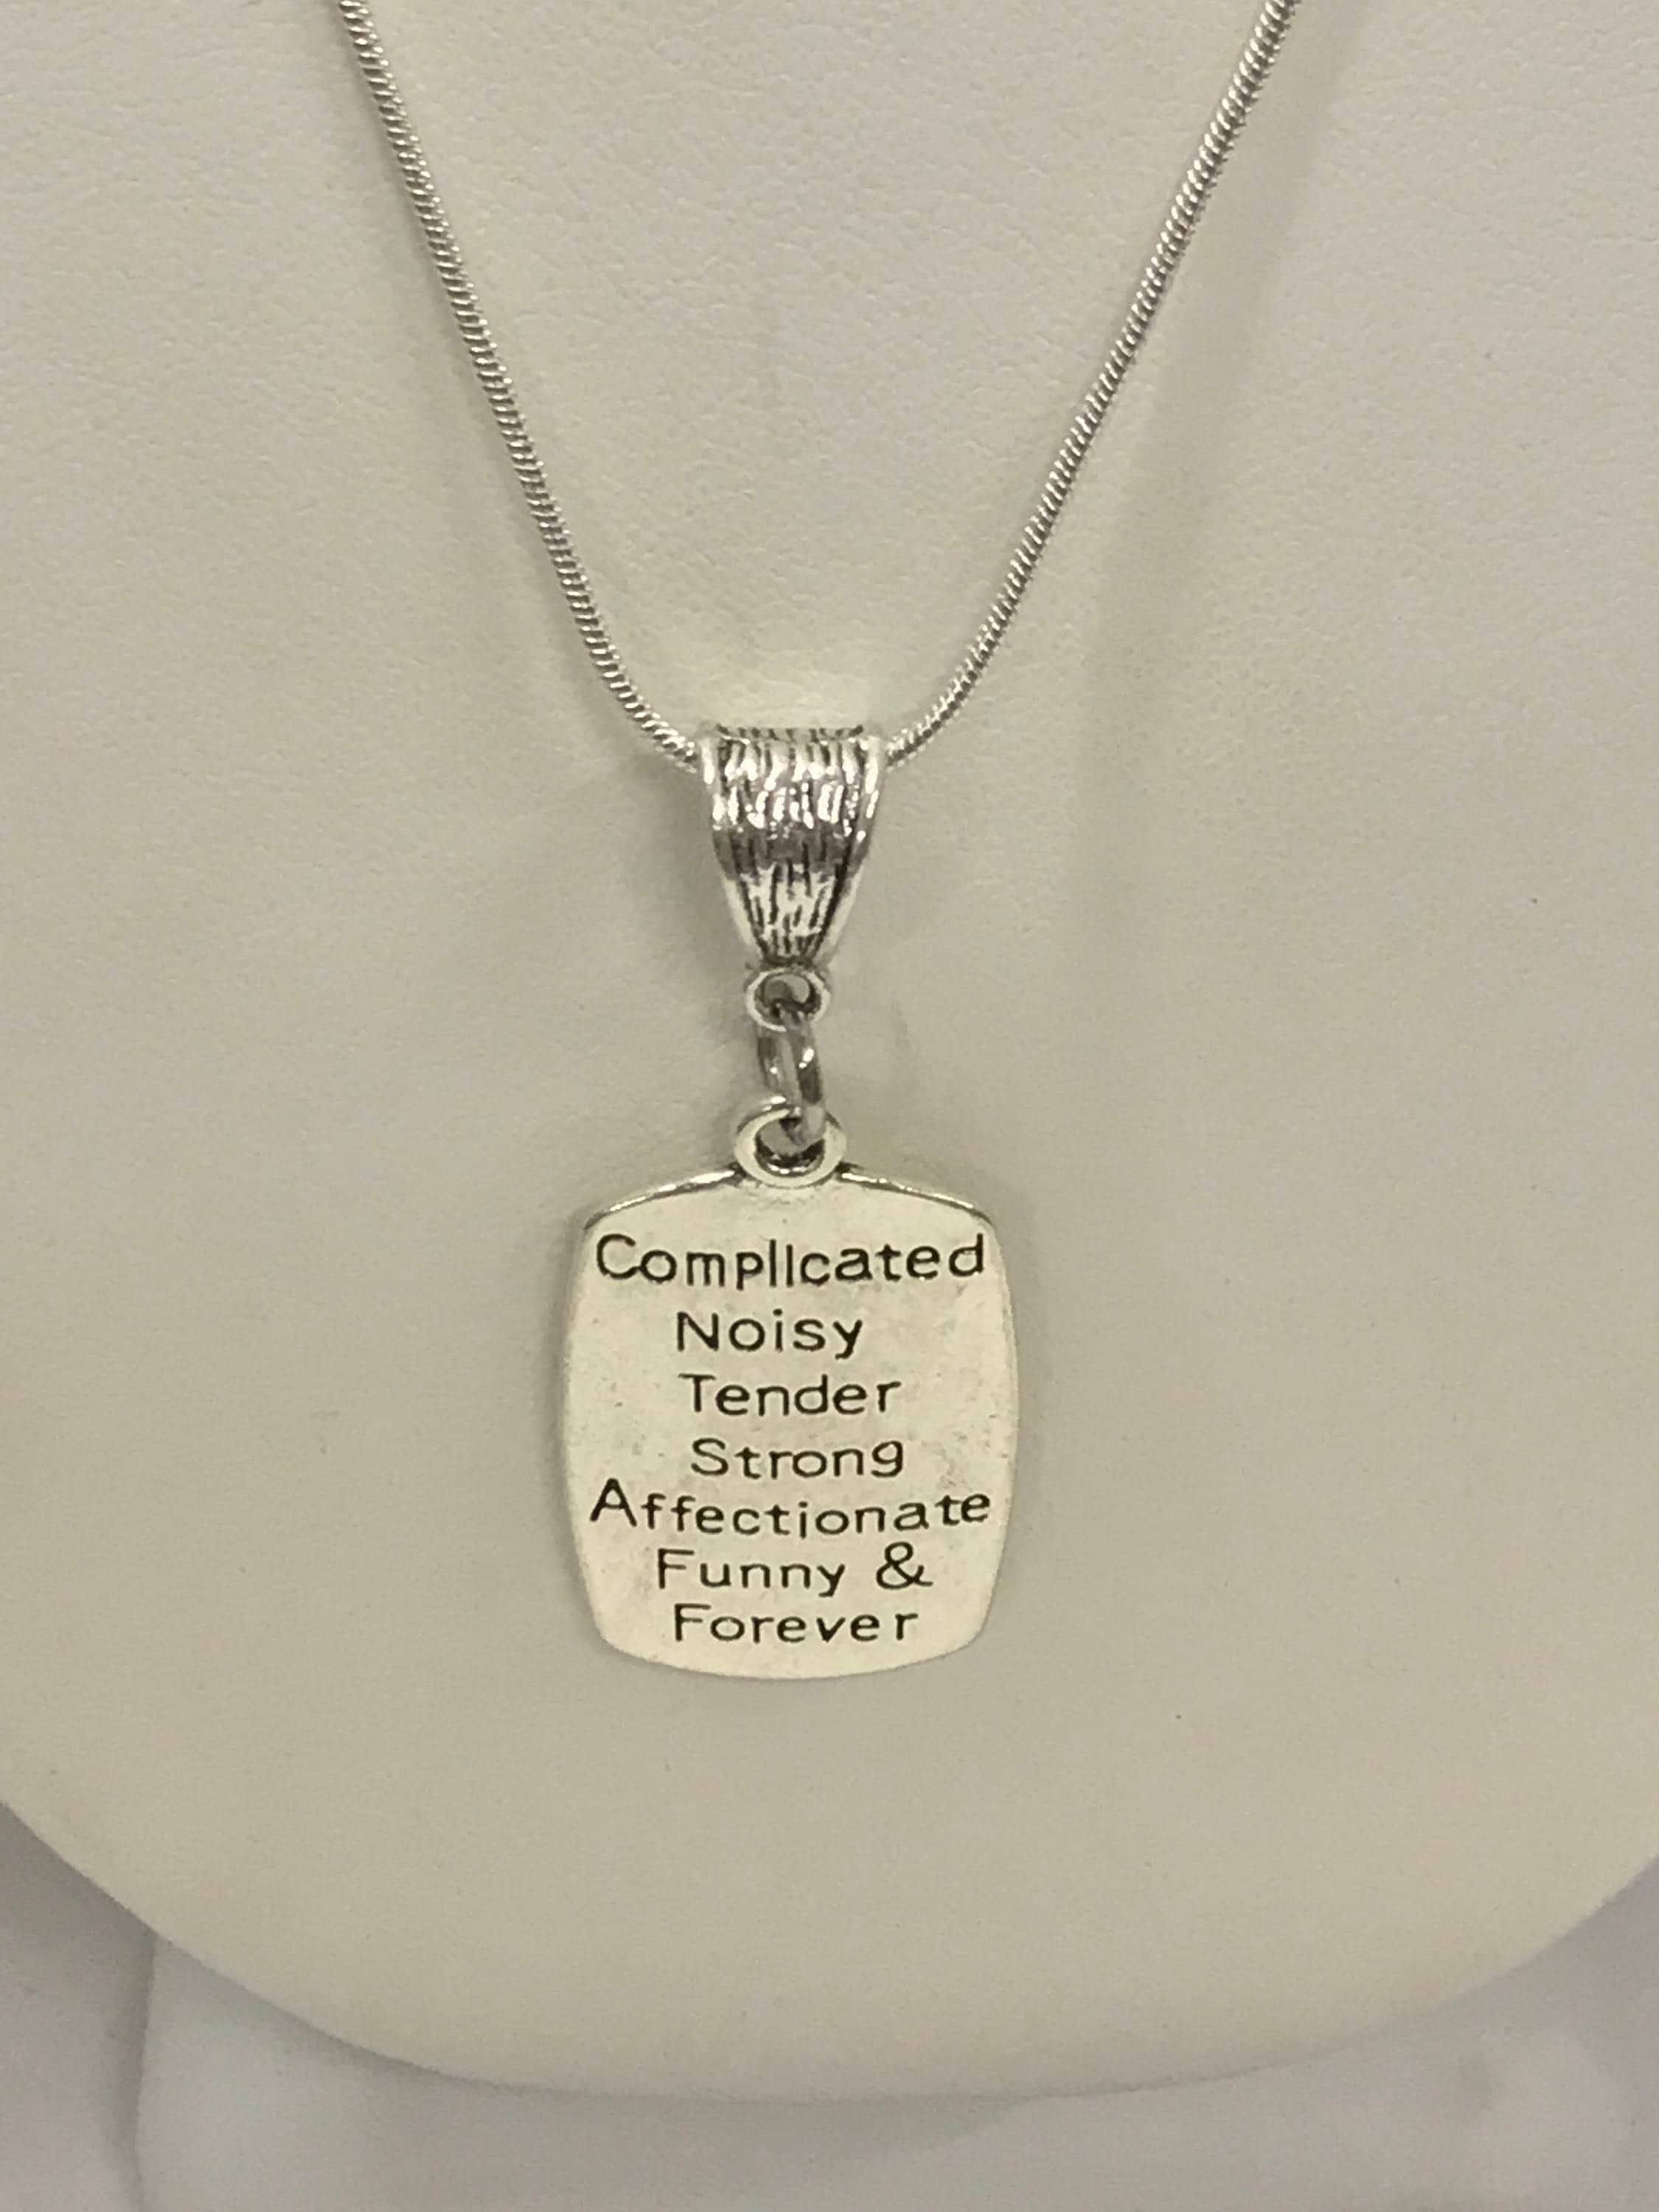 Complicated
Noisy
Tender
Strong
Affectionate
Funny &
Forever